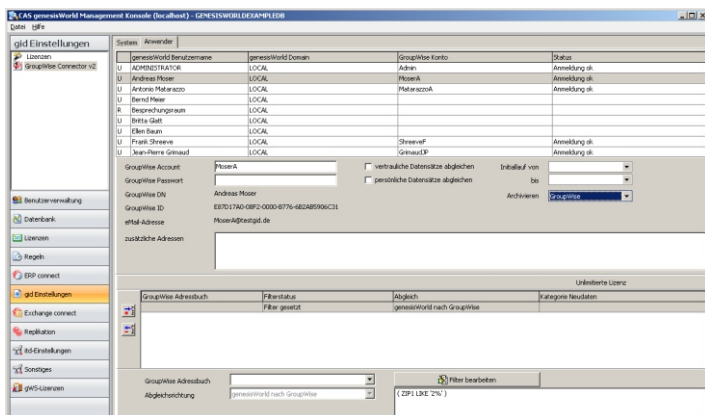 CAS genesisWorld Management Konsole (localhost) - GENESISWORLDEXAMPLEDB
Datei Hilfe
gid Einstellungen
Lizenzen
GroupWise Connector v2
System Anwender
genesisWorld Benutzername genesisWorld Domain GroupWise Konto Status
U ADMINISTRATOR LOCAL Admin Anmeldung ok
U Andreas Moser LOCAL MoserA Anmeldung ok
U Antonio Matarazzo LOCAL MatarazzoA Anmeldung ok
U Bernd Meier LOCAL
R Besprechungsraum LOCAL
U Britta Glatt LOCAL
U Ellen Baum LOCAL
U Frank Shreeve LOCAL ShreeveF Anmeldung ok
U Jean-Pierre Grimaud LOCAL GrimaudJP Anmeldung ok
GroupWise Account MoserA vertrauliche Datensätze abgleichen Initiallauf von
GroupWise Passwort persönliche Datensätze abgleichen bis
GroupWise DN Andreas Moser Archivieren GroupWise
GroupWise ID E87D17A0-08F2-0000-8776-6B2AB5906C31
eMail-Adresse MoserA@testgid.de
zusätzliche Adressen
Benutzerverwaltung
Datenbank
Lizenzen
Regeln
ERP connect
gid Einstellungen
Exchange connect
Replikation
itd-Einstellungen
Sonstiges
gWS-Lizenzen
Unlimitierte Lizenz
GroupWise Adressbuch Filterstatus Abgleich Kategorie Neudaten
Filter gesetzt genesisWorld nach GroupWise
GroupWise Adressbuch Filter bearbeiten
Abgleichsrichtung genesisWorld nach GroupWise ( ZIP1 LIKE '2%' )